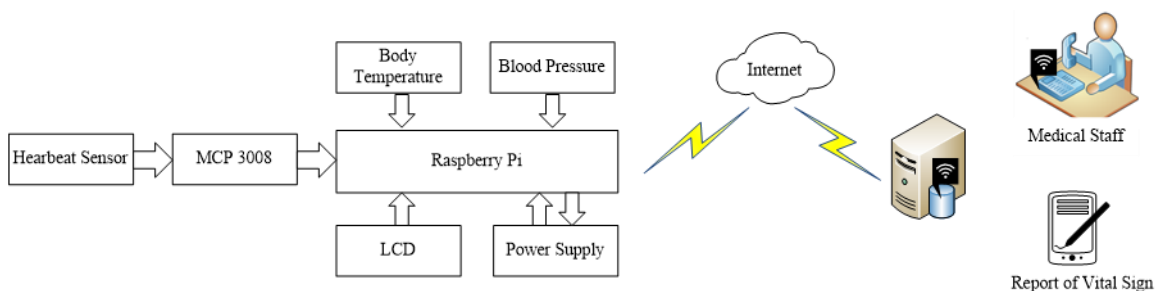 Body
Temperature
Blood Pressure
Internet
Medical Staff
Hearbeat Sensor
MCP 3008
Raspberry Pi
LCD
Power Supply
Report of Vital Sign